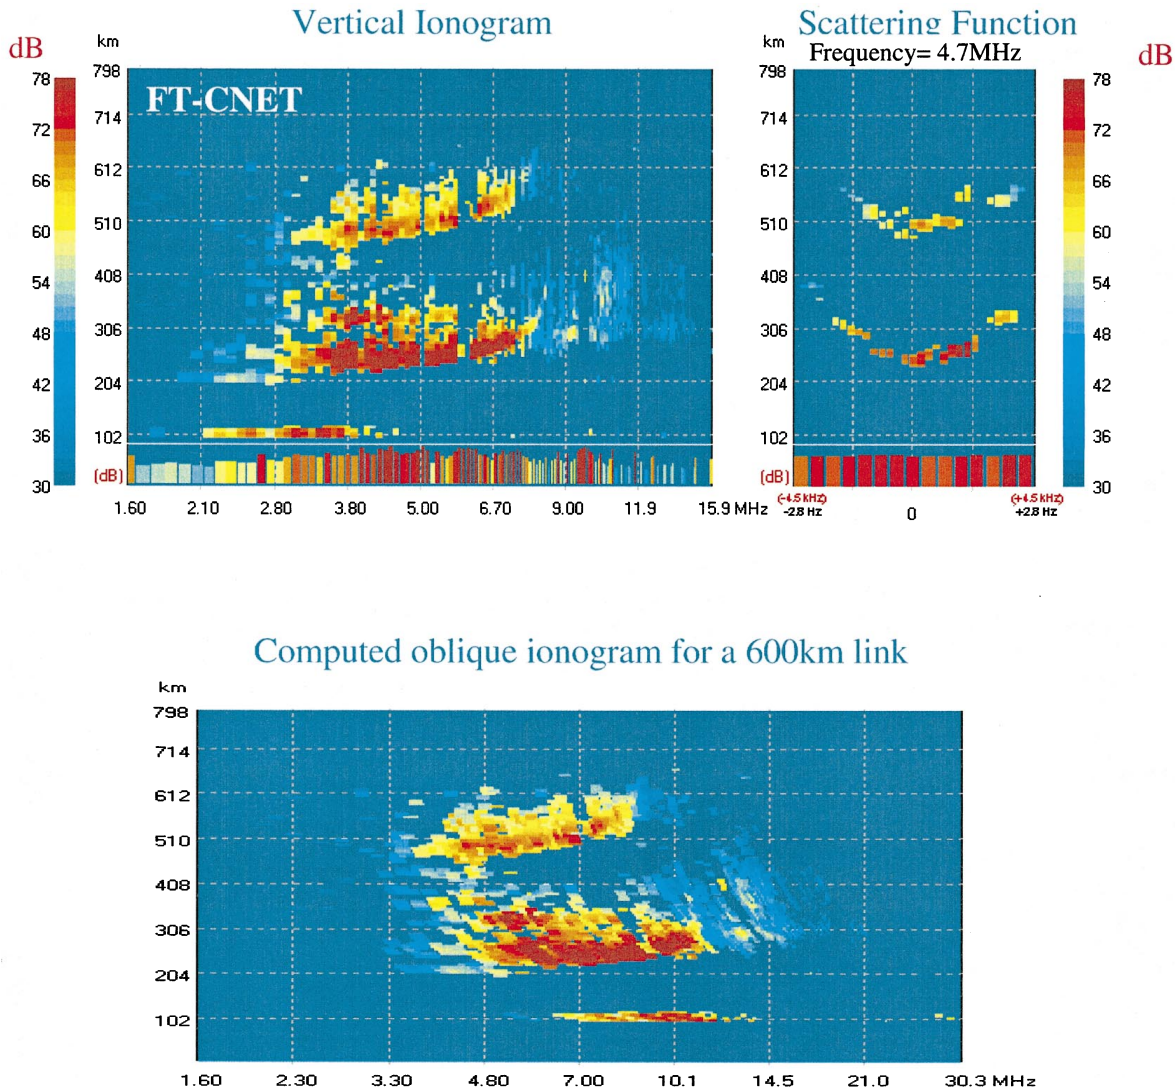 Vertical Ionogram
Scattering Function
Frequency= 4.7MHz
dB
km
km
dB
FT-CNET
78
72
66
60
54
48
42
36
30
798
714
612
510
408
306
204
102
(dB)
1.60 2.10 2.80 3.80 5.00 6.70 9.00 11.9 15.9 MHz
798
714
612
510
408
306
204
102
(dB)
(-4.5 kHz)
-2.8 Hz
0
(+4.5 kHz)
+2.8 Hz
78
72
66
60
54
48
42
36
30
Computed oblique ionogram for a 600km link
km
798
714
612
510
408
306
204
102
1.60 2.30 3.30 4.80 7.00 10.1 14.5 21.0 30.3 MHz